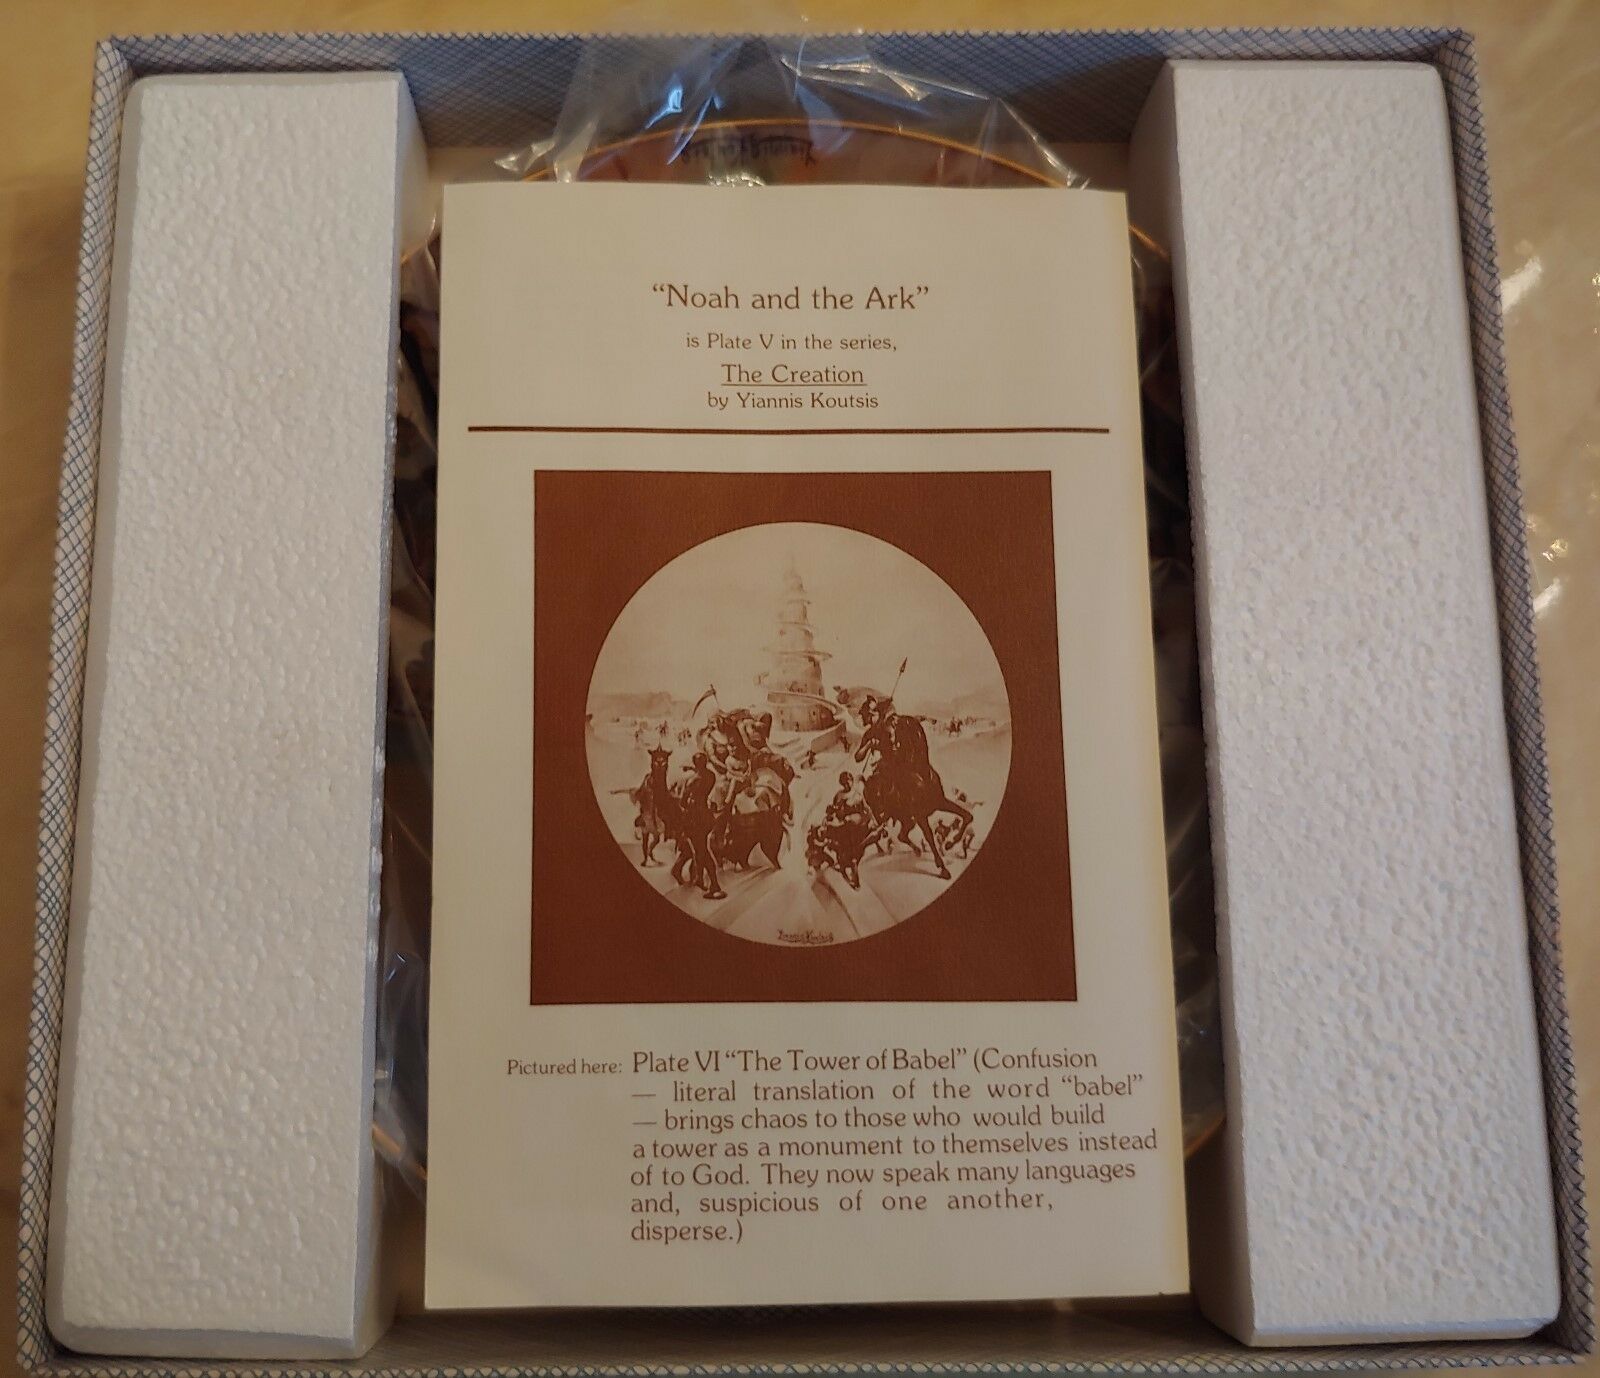 “Noah and the Ark”
is Plate V in the series,
The Creation
by Yiannis Koutsis
Yiannis Koutsis
Pictured here: Plate VI “The Tower of Babel” (Confusion
— literal translation of the word “babel”
— brings chaos to those who would build
a tower as a monument to themselves instead
of to God. They now speak many languages
and, suspicious of one another,
disperse.)